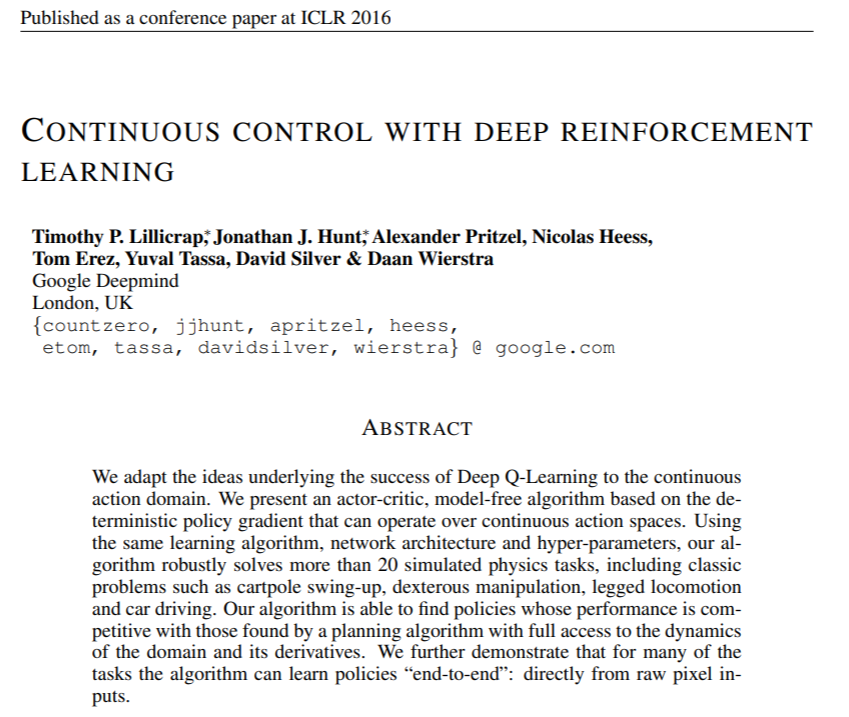 Published as a conference paper at ICLR 2016
CONTINUOUS CONTROL WITH DEEP REINFORCEMENT
LEARNING
Timothy P. Lillicrap,* Jonathan J. Hunt,* Alexander Pritzel, Nicolas Heess,
Tom Erez, Yuval Tassa, David Silver & Daan Wierstra
Google Deepmind
London, UK
{countzero, jjhunt, apritzel, heess,
etom, tassa, davidsilver, wierstra} @ google.com
ABSTRACT
We adapt the ideas underlying the success of Deep Q-Learning to the continuous
action domain. We present an actor-critic, model-free algorithm based on the de-
terministic policy gradient that can operate over continuous action spaces. Using
the same learning algorithm, network architecture and hyper-parameters, our al-
gorithm robustly solves more than 20 simulated physics tasks, including classic
problems such as cartpole swing-up, dexterous manipulation, legged locomotion
and car driving. Our algorithm is able to find policies whose performance is com-
petitive with those found by a planning algorithm with full access to the dynamics
of the domain and its derivatives. We further demonstrate that for many of the
tasks the algorithm can learn policies “end-to-end”: directly from raw pixel in-
puts.